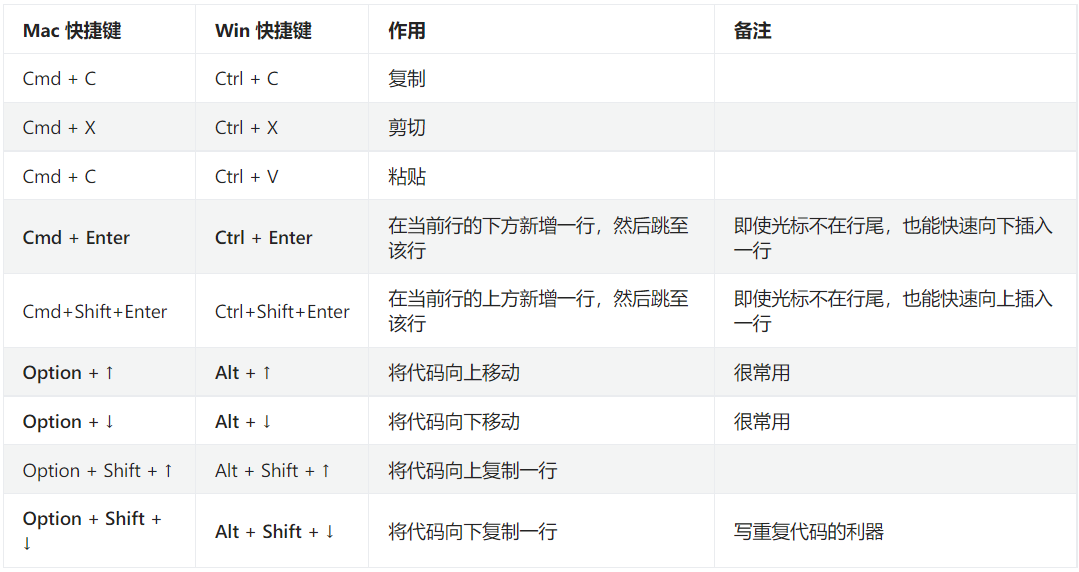 Mac 快捷键 Win 快捷键 作用 备注
Cmd + C Ctrl + C 复制
Cmd + X Ctrl + X 剪切
Cmd + C Ctrl + V 粘贴
Cmd + Enter Ctrl + Enter 在当前行的下方新增一行，然后跳至 即使光标不在行尾，也能快速向下插入
该行 一行
Cmd+Shift+Enter Ctrl+Shift+Enter 在当前行的上方新增一行，然后跳至 即使光标不在行尾，也能快速向上插入
该行 一行
Option + ↑ Alt + ↑ 将代码向上移动 很常用
Option + ↓ Alt + ↓ 将代码向下移动 很常用
Option + Shift + ↑ Alt + Shift + ↑ 将代码向上复制一行
Option + Shift +
↓ Alt + Shift + ↓ 将代码向下复制一行 写重复代码的利器